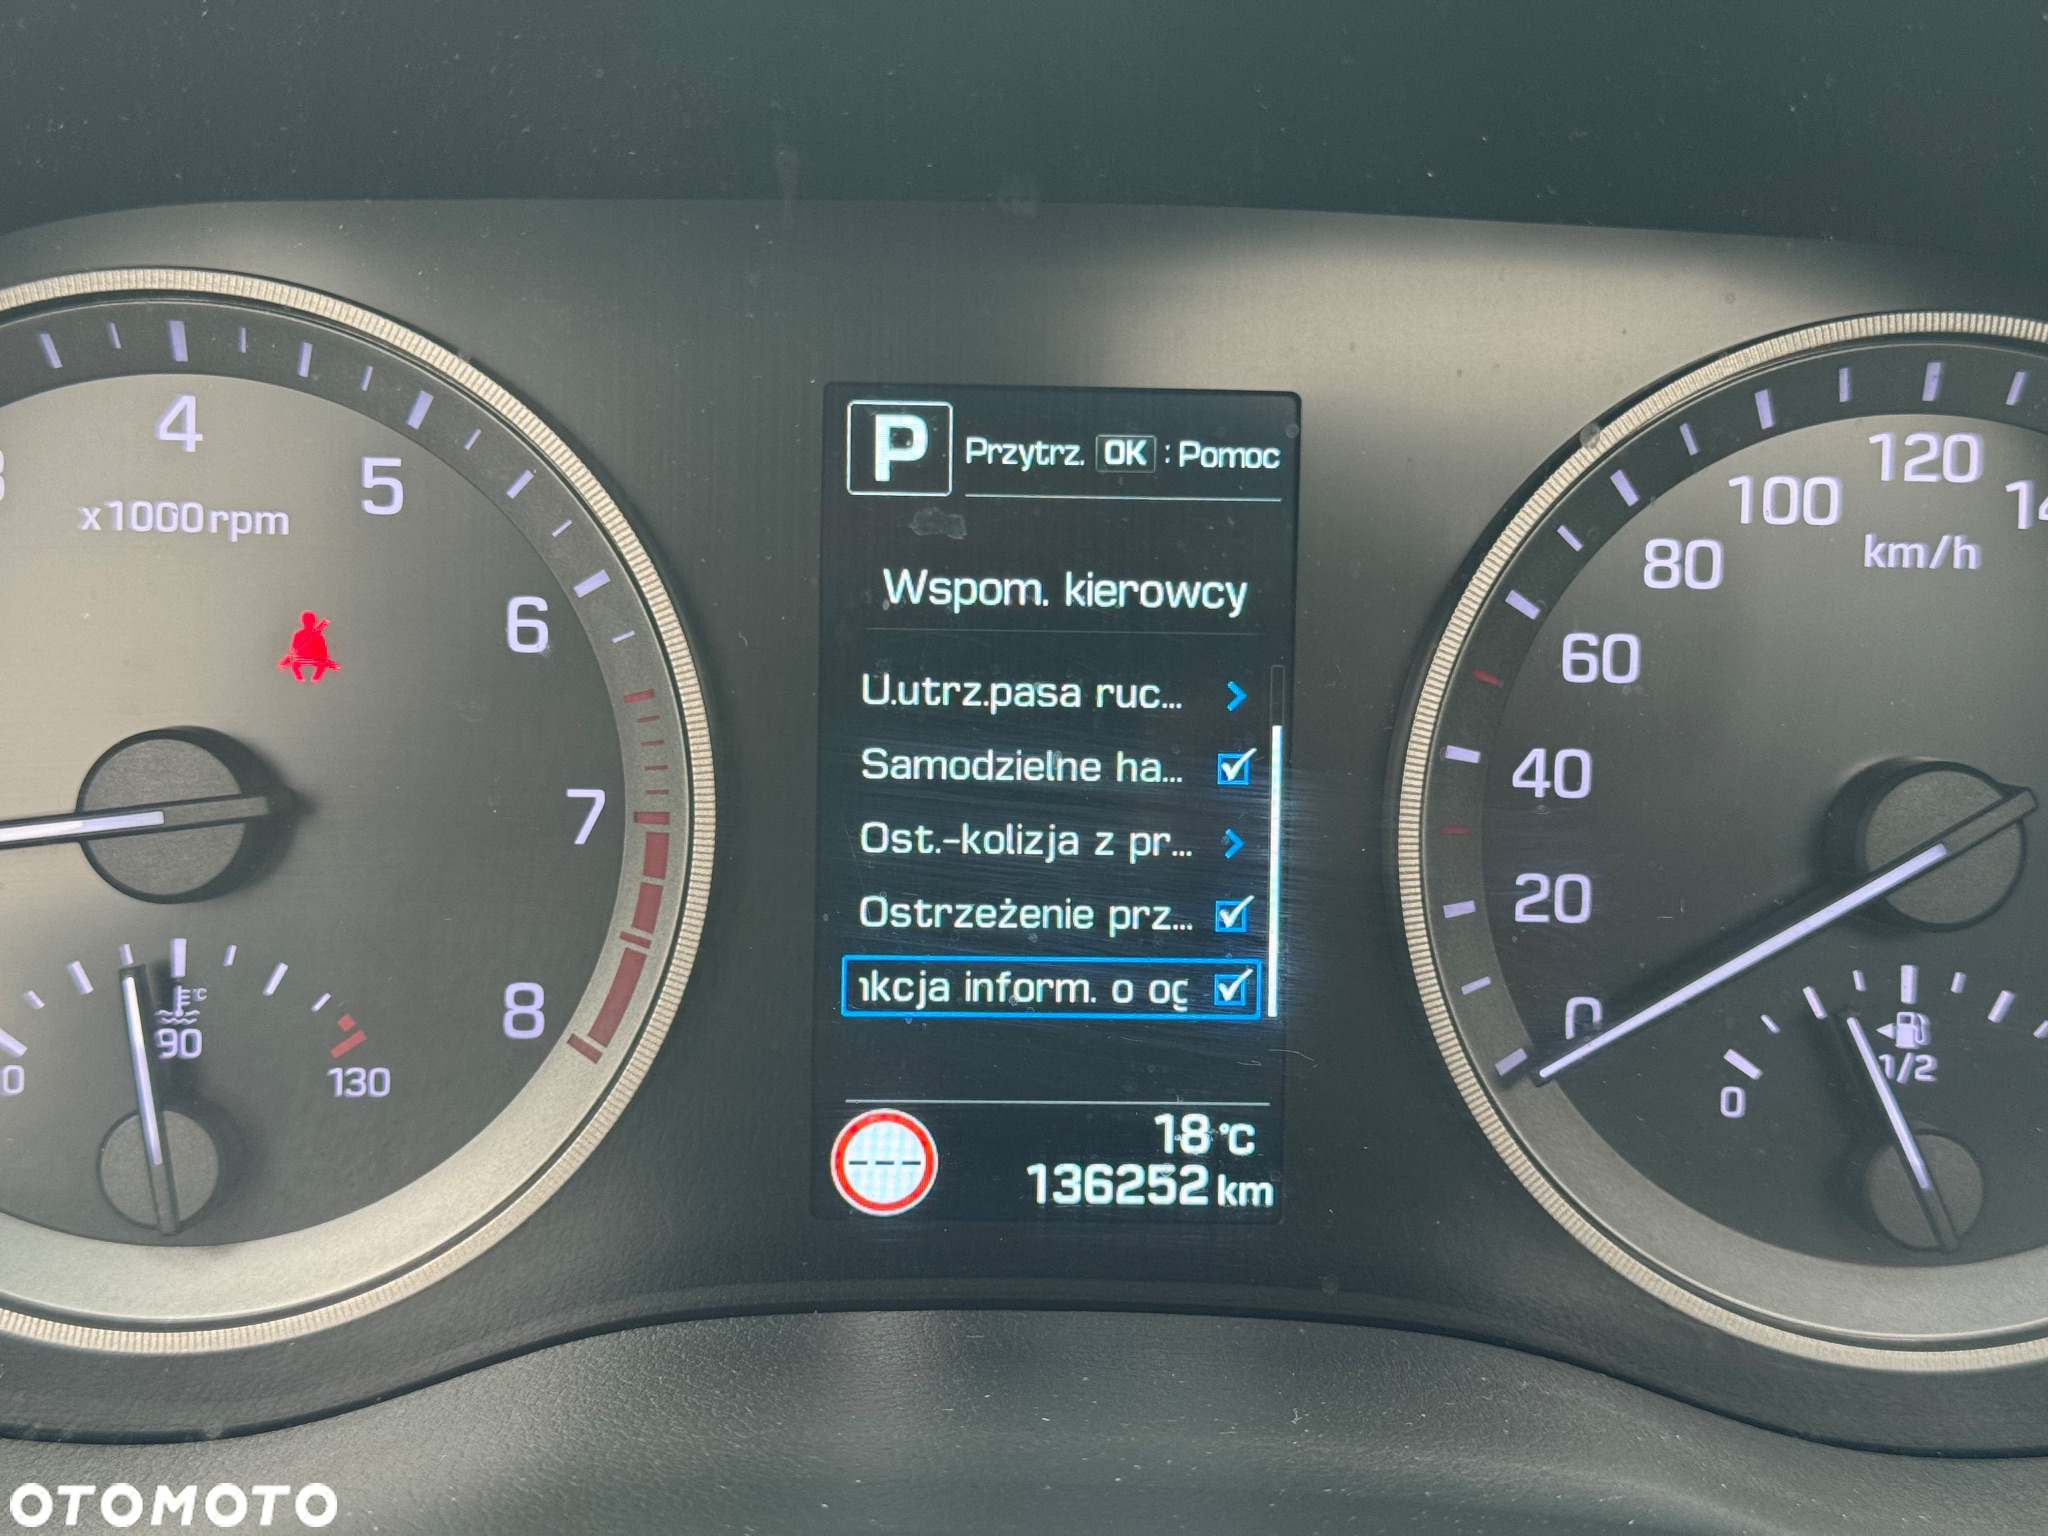 4
5
x1000rpm
6
7
8
90
130
°C
P Przytrz. OK : Pomoc
Wspom. kierowcy
U.utrz.pasa ruc...
Samodzielne ha...
Ost.-kolizja z pr...
Ostrzeżenie prz...
kcja inform. o og
---
18°C
136252 km
120
100
km/h
80
60
40
20
0
1/2
0
OTOMOTO